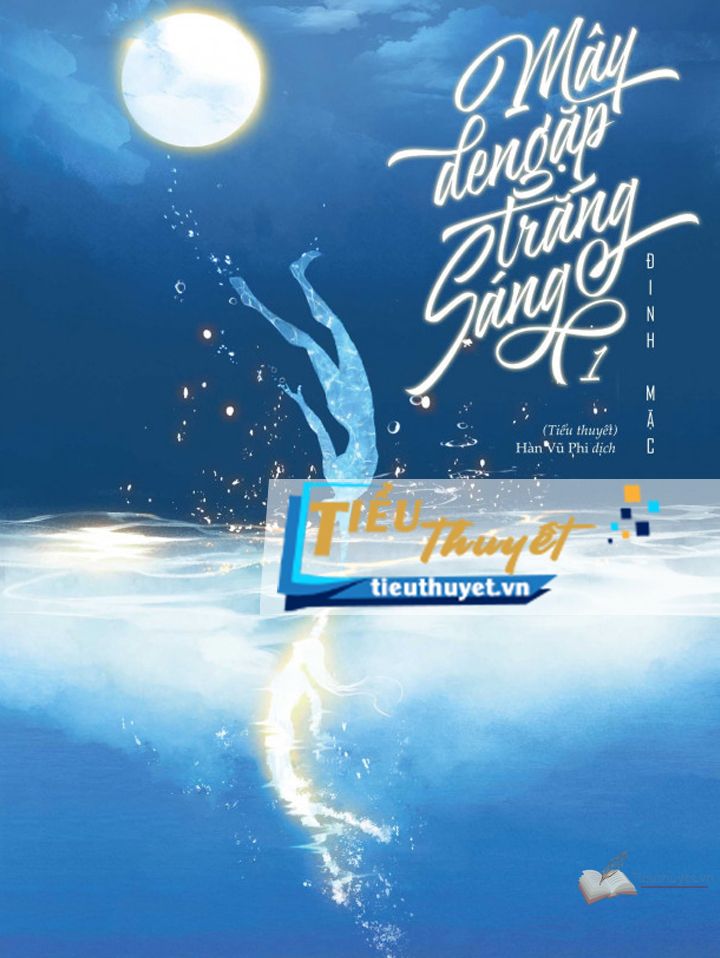 Mây
đen gặp
trăng
Sáng
1
ĐINH MẶC
(Tiểu thuyết)
Hàn Vũ Phi dịch
TIỂU
Thuyết
tieuthuyet.vn